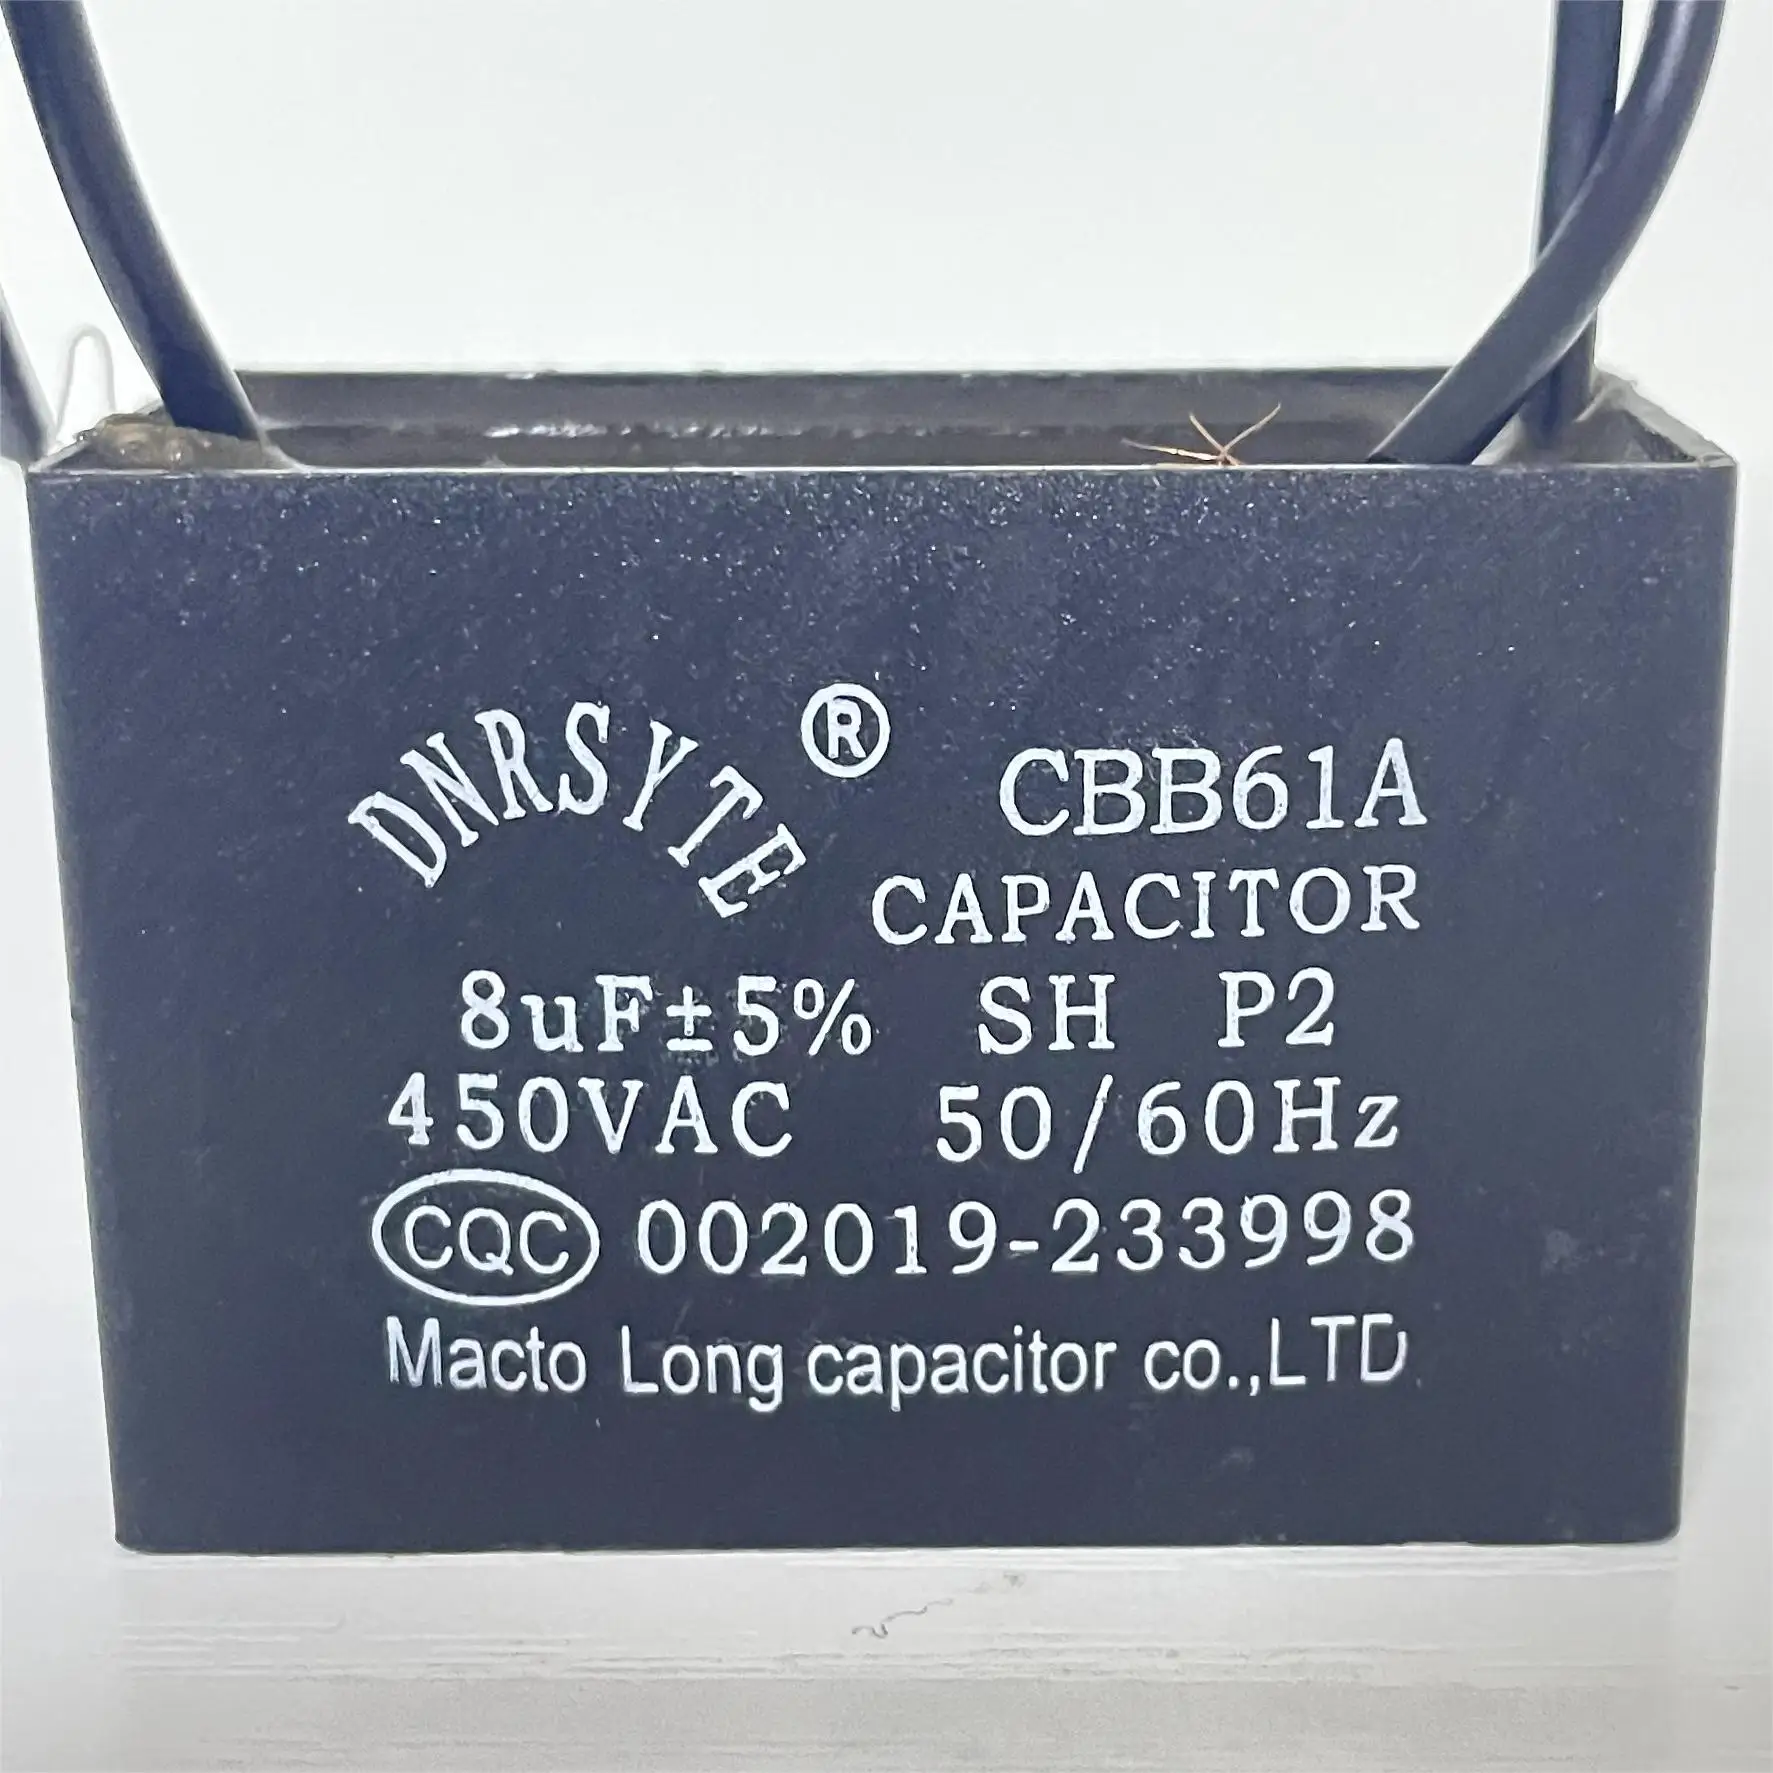 DNRSYTE ® CBB61A
CAPACITOR
8uF±5% SH P2
450VAC 50/60Hz
CQC 002019-233998
Macto Long capacitor co.,LTD